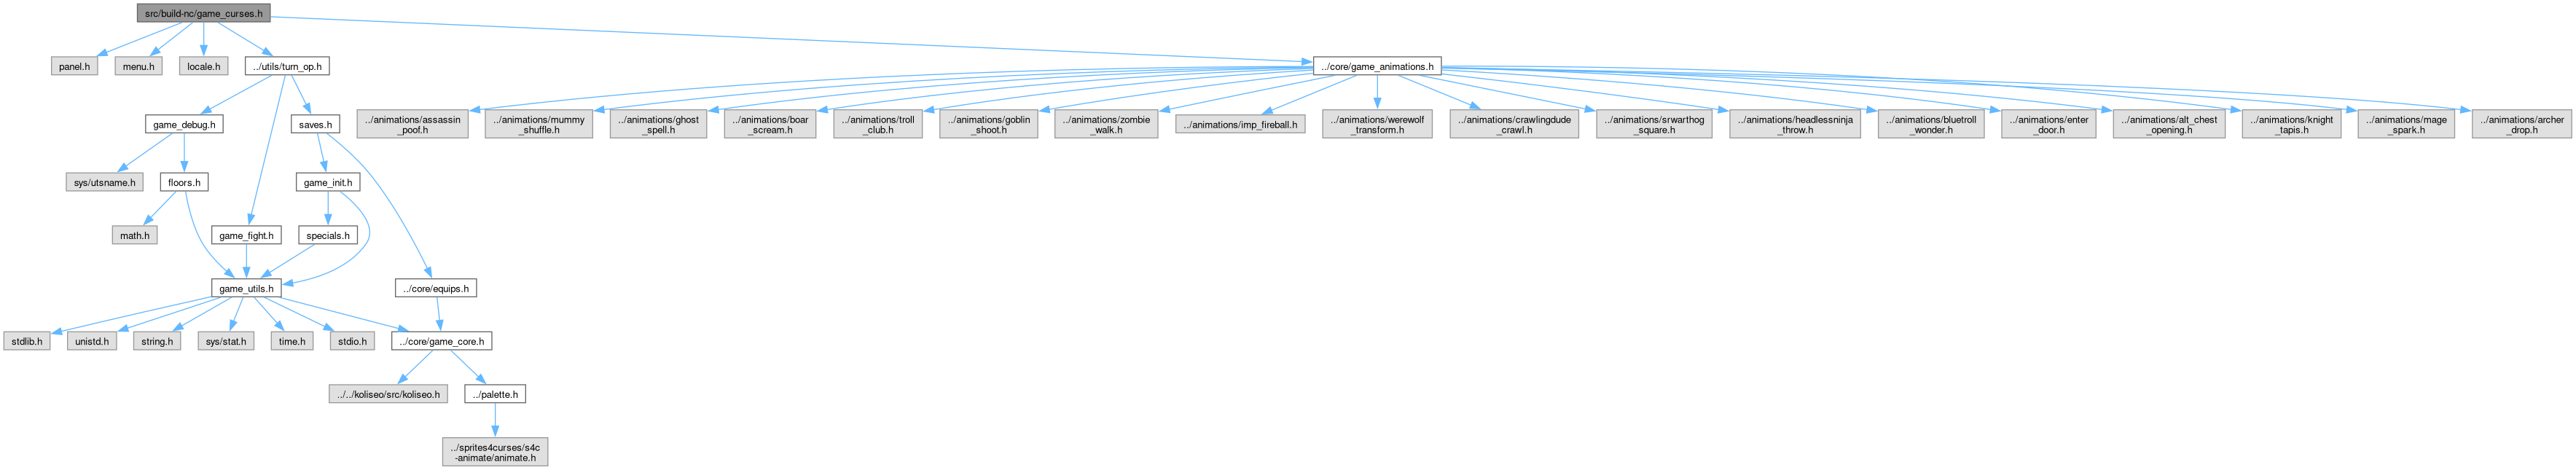 src/build-nc/game_curses.h
panel.h
menu.h
locale.h
../utils/turn_op.h
../core/game_animations.h
game_debug.h
saves.h
../animations/assassin
_poof.h
../animations/mummy
_shuffle.h
../animations/ghost
_spell.h
../animations/boar
_scream.h
../animations/troll
_club.h
../animations/goblin
_shoot.h
../animations/zombie
_walk.h
../animations/imp_fireball.h
../animations/werewolf
_transform.h
../animations/crawlingdude
_crawl.h
../animations/srwarthog
_square.h
../animations/headlessninja
_throw.h
../animations/bluetroll
_wonder.h
../animations/enter
_door.h
../animations/alt_chest
_opening.h
../animations/knight
_tapis.h
../animations/mage
_spark.h
../animations/archer
_drop.h
sys/utsname.h
floors.h
game_init.h
math.h
game_fight.h
specials.h
game_utils.h
../core/equips.h
stdlib.h
unistd.h
string.h
sys/stat.h
time.h
stdio.h
../core/game_core.h
../../koliseo/src/koliseo.h
../palette.h
../sprites4curses/s4c
-animate/animate.h